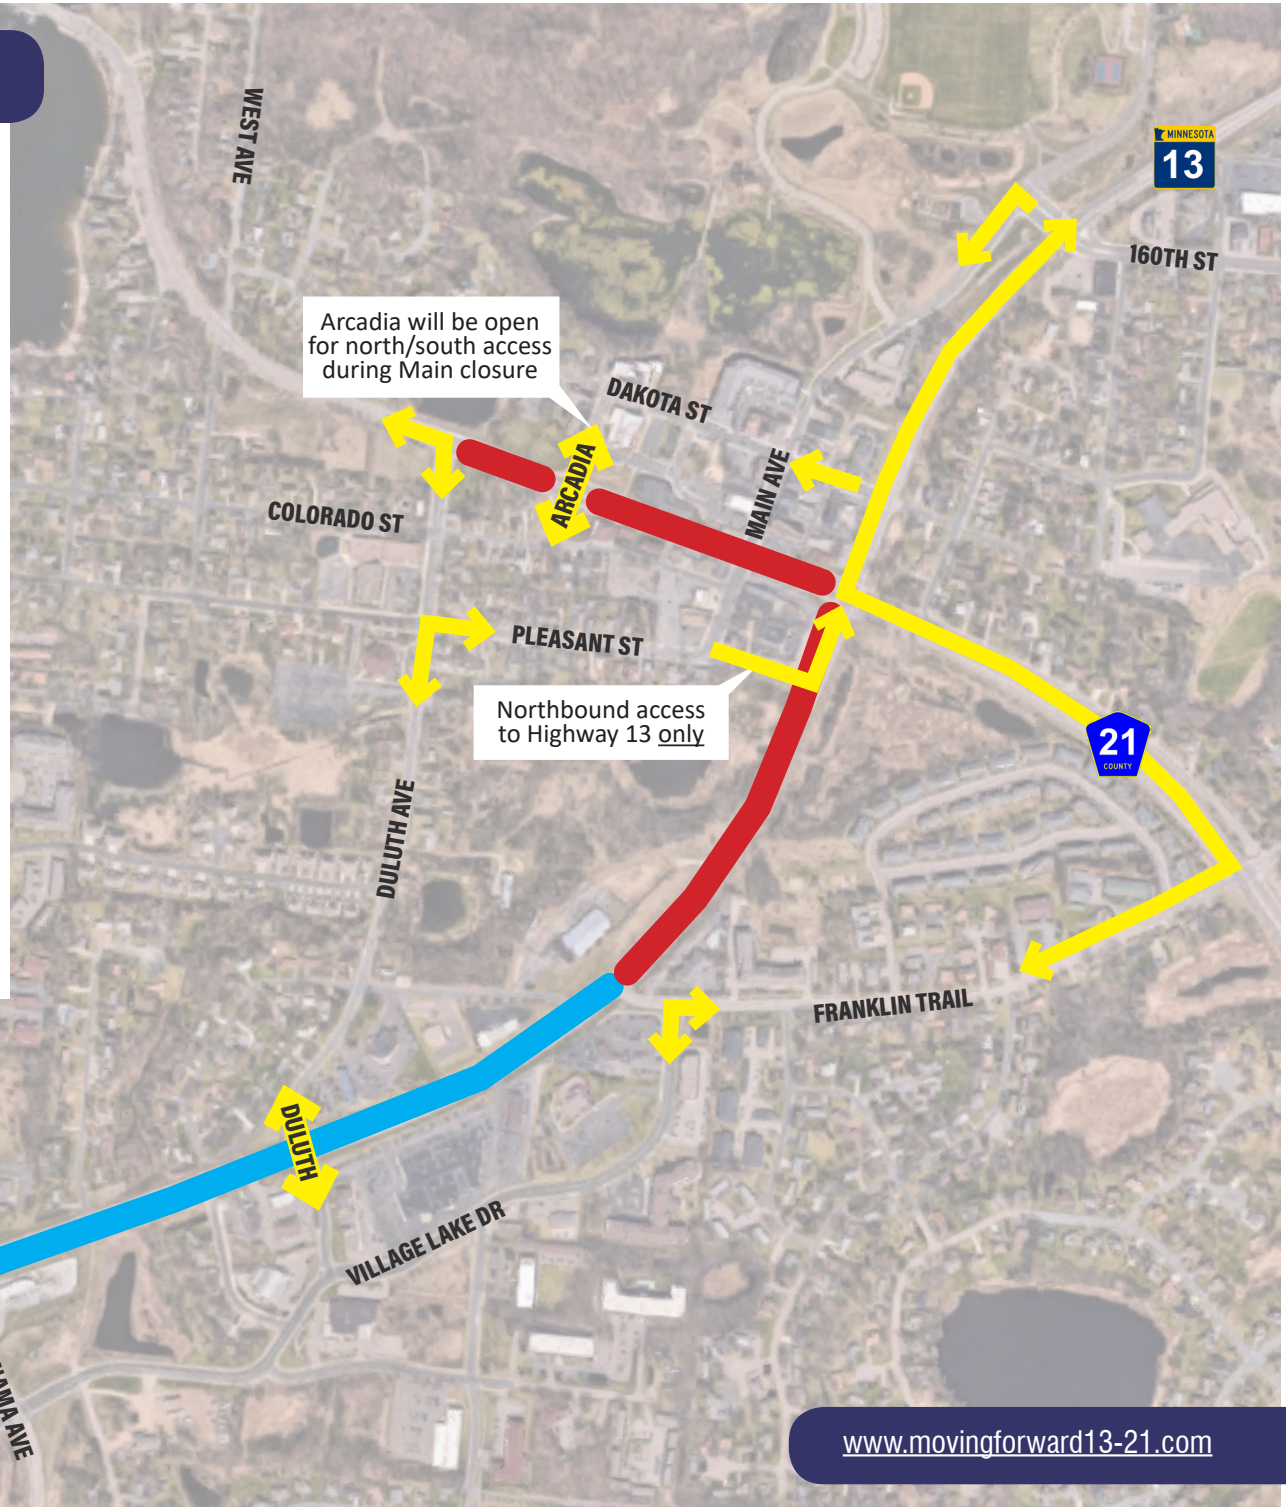 WEST AVE
MINNESOTA
13
160TH ST
Arcadia will be open
for north/south access
during Main closure
DAKOTA ST
ARCADIA
MAIN AVE
COLORADO ST
PLEASANT ST
Northbound access
to Highway 13 only
21
COUNTY
DULUTH AVE
FRANKLIN TRAIL
DULUTH
VILLAGE LAKE DR
AVE
www.movingforward13-21.com